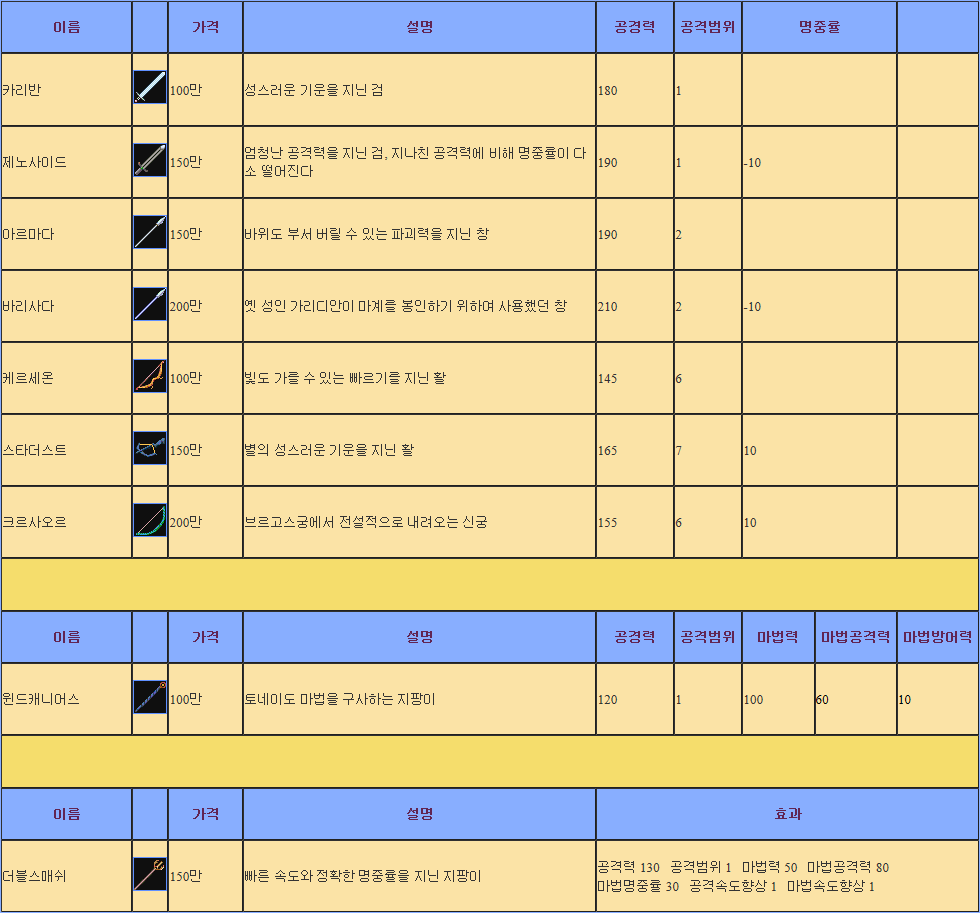 이름 가격 설명 공경력 공격범위 명중률
카리반 100만 성스러운 기운을 지닌 검 180 1
제노사이드 150만 엄청난 공격력을 지닌 검, 지나친 공격력에 비해 명중률이 다
소 떨어진다 190 1 -10
아르마다 150만 바위도 부서 버릴 수 있는 파괴력을 지닌 창 190 2
바리사다 200만 옛 성인 가리디안이 마계를 봉인하기 위하여 사용했던 창 210 2 -10
케르세온 100만 빛도 가를 수 있는 빠르기를 지닌 활 145 6
스타더스트 150만 별의 성스러운 기운을 지닌 활 165 7 10
크르사오르 200만 브르고스궁에서 전설적으로 내려오는 신궁 155 6 10
이름 가격 설명 공경력 공격범위 마법력 마법공격력 마법방어력
윈드캐니어스 100만 토네이도 마법을 구사하는 지팡이 120 1 100 60 10
이름 가격 설명 효과
더블스매쉬 150만 빠른 속도와 정확한 명중률을 지닌 지팡이 공격력 130 공격범위 1 마법력 50 마법공격력 80
마법명중률 30 공격속도향상 1 마법속도향상 1